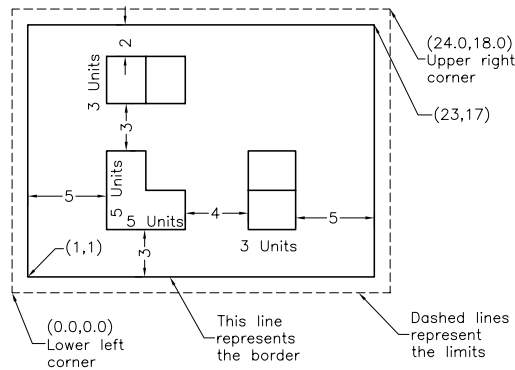 2
(24.0,18.0)
Upper right
corner
3 Units
(23,17)
3
5 Units
5
5 Units
4
5
3 Units
(1,1)
3
(0.0,0.0)
Lower left
corner
This line
represents
the border
Dashed lines
represent
the limits